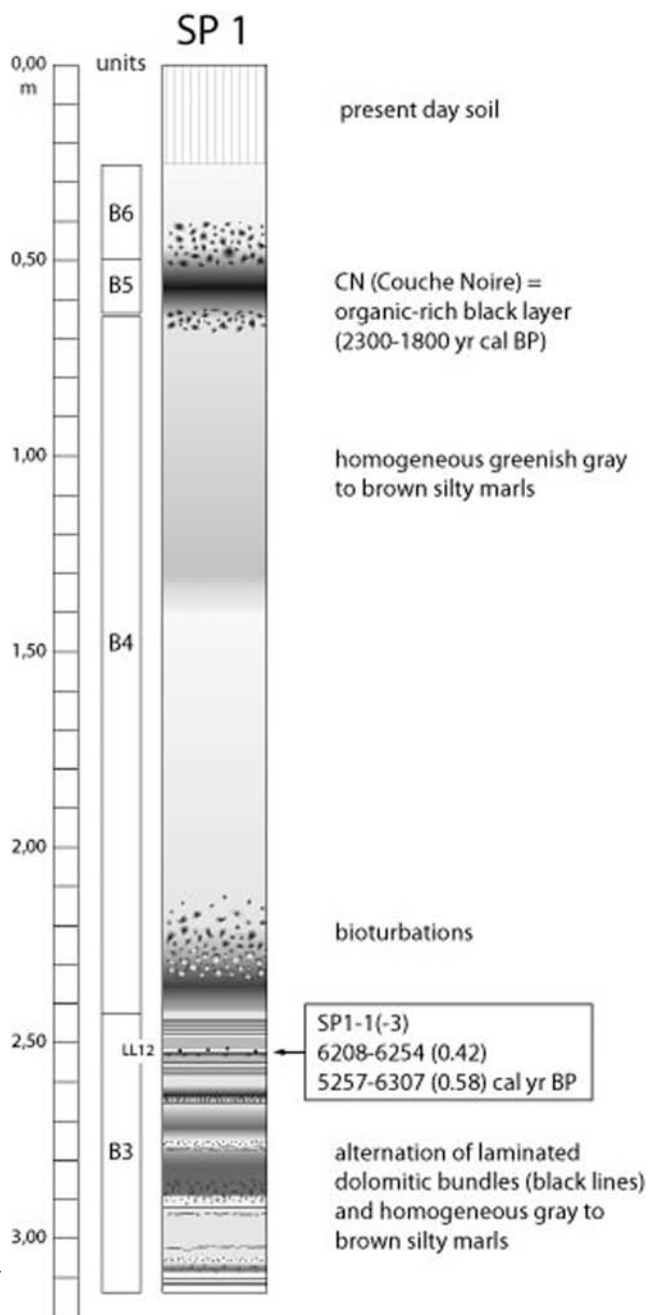 SP 1
0,00
m
units
present day soil
B6
0,50
B5
CN (Couche Noire) =
organic-rich black layer
(2300-1800 yr cal BP)
1,00
homogeneous greenish gray
to brown silty marls
B4
1,50
2,00
bioturbations
2,50
LL12
SP1-1(-3)
6208-6254 (0.42)
5257-6307 (0.58) cal yr BP
B3
alternation of laminated
dolomitic bundles (black lines)
and homogeneous gray to
brown silty marls
3,00